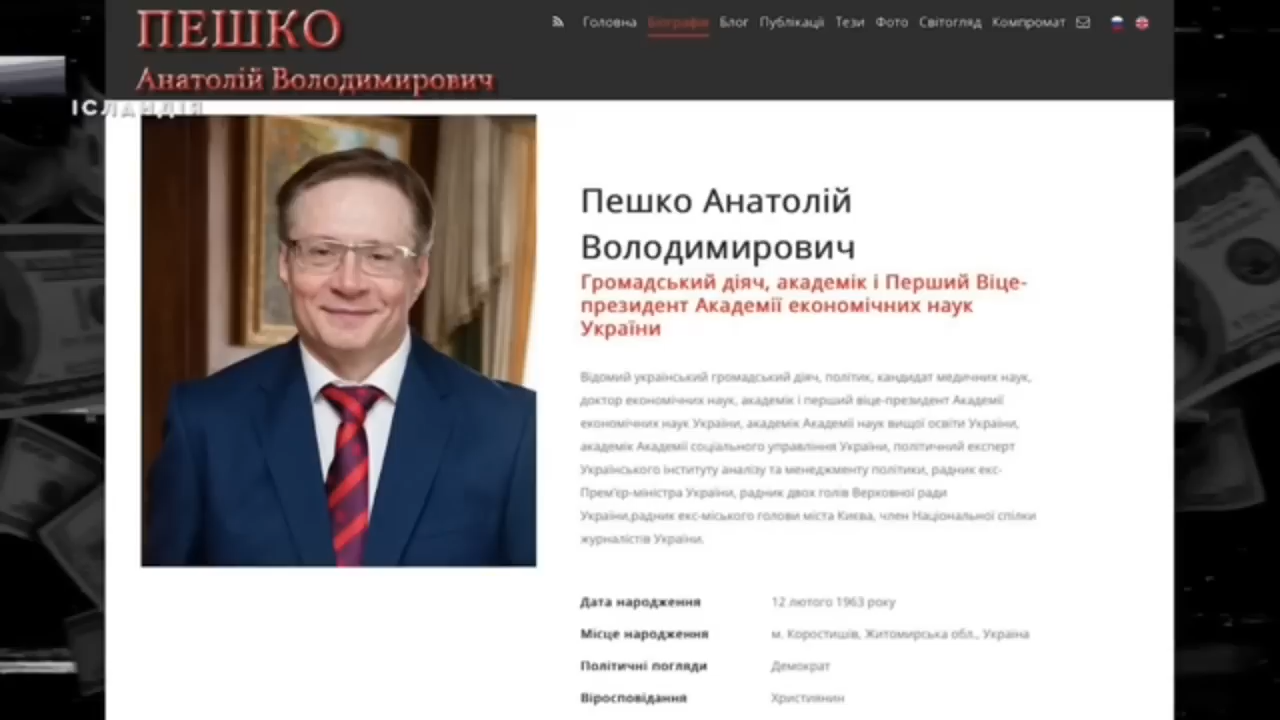 ПЕШКО
Анатолій Володимирович
Головна Біографія Блог Публікації Тези Фото Світогляд Компромат
ІСЛАНДІЯ
Пешко Анатолій
Володимирович
Громадський діяч, академік і Перший Віце-
президент Академії економічних наук
України
Відомий український громадський діяч, політик, кандидат медичних наук,
доктор економічних наук, академік і перший віце-президент Академії
економічних наук України, академік Академії наук вищої освіти України,
академік Академії соціального управління України, політичний експерт
Українського інституту аналізу та менеджменту політики, радник екс-
Прем'єр-міністра України, радник двох голів Верховної ради
України,радник екс-міського голови міста Києва, член Національної спілки
журналістів України.
Дата народження 12 лютого 1963 року
Місце народження м. Коростишів, Житомирська обл., Україна
Політичні погляди Демократ
Віросповідання Християнин